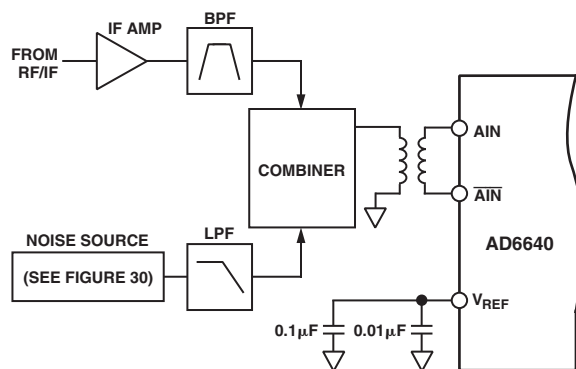 IF AMP
BPF
FROM
RF/IF
COMBINER
AIN
A̅I̅N̅
AD6640
NOISE SOURCE
(SEE FIGURE 30)
LPF
VREF
0.1µF
0.01µF